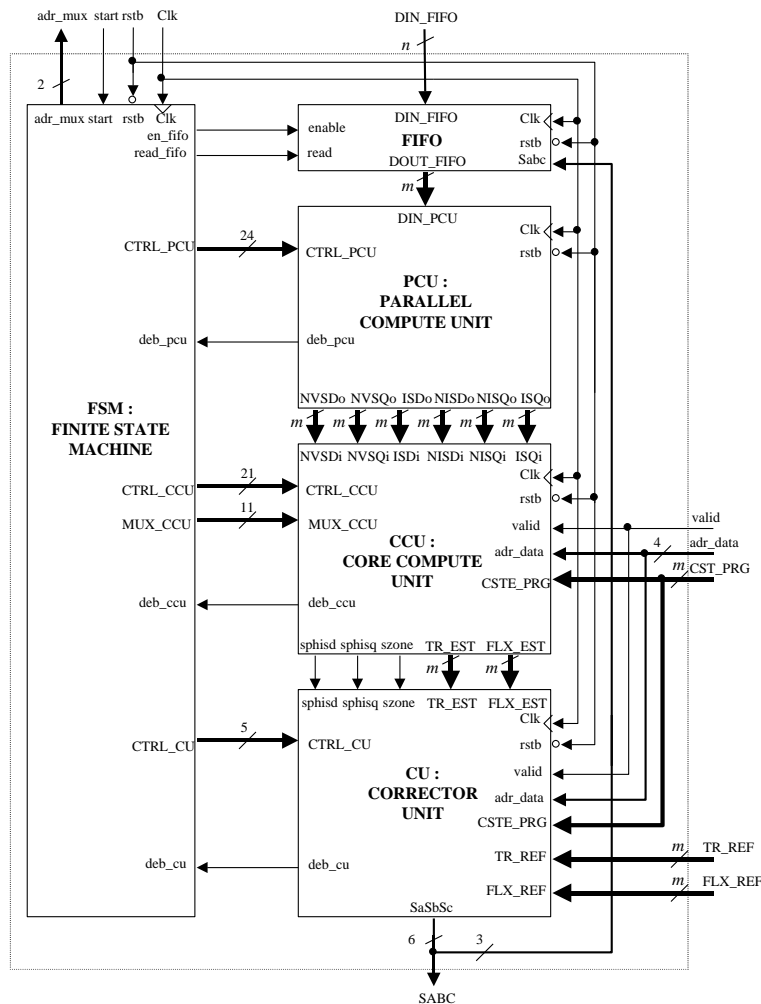 adr_mux start rstb Clk DIN_FIFO
n
2
adr_mux start rstb Clk
en_fifo
read_fifo
DIN_FIFO
FIFO
enable
read
DOUT_FIFO
Clk
rstb
Sabc
m
DIN_PCU
Clk
rstb
CTRL_PCU
24
CTRL_PCU
PCU :
PARALLEL
COMPUTE UNIT
deb_pcu
deb_pcu
FSM :
FINITE STATE
MACHINE
NVSDo NVSQo ISDo NISDo NISQo ISQo
m m m m m m
NVSDi NVSQi ISDi NISDi NISQi ISQi
Clk
rstb
CTRL_CCU
21
CTRL_CCU
MUX_CCU
11
MUX_CCU
CCU :
CORE COMPUTE
UNIT
valid
valid
adr_data
4
adr_data
CSTE_PRG
m
CST_PRG
deb_ccu
deb_ccu
sphisd sphisq szone TR_EST FLX_EST
m m
sphisd sphisq szone TR_EST FLX_EST
Clk
rstb
CTRL_CU
5
CTRL_CU
CU :
CORRECTOR
UNIT
valid
adr_data
CSTE_PRG
TR_REF
m
TR_REF
FLX_REF
m
FLX_REF
deb_cu
deb_cu
SaSbSc
6
3
SABC